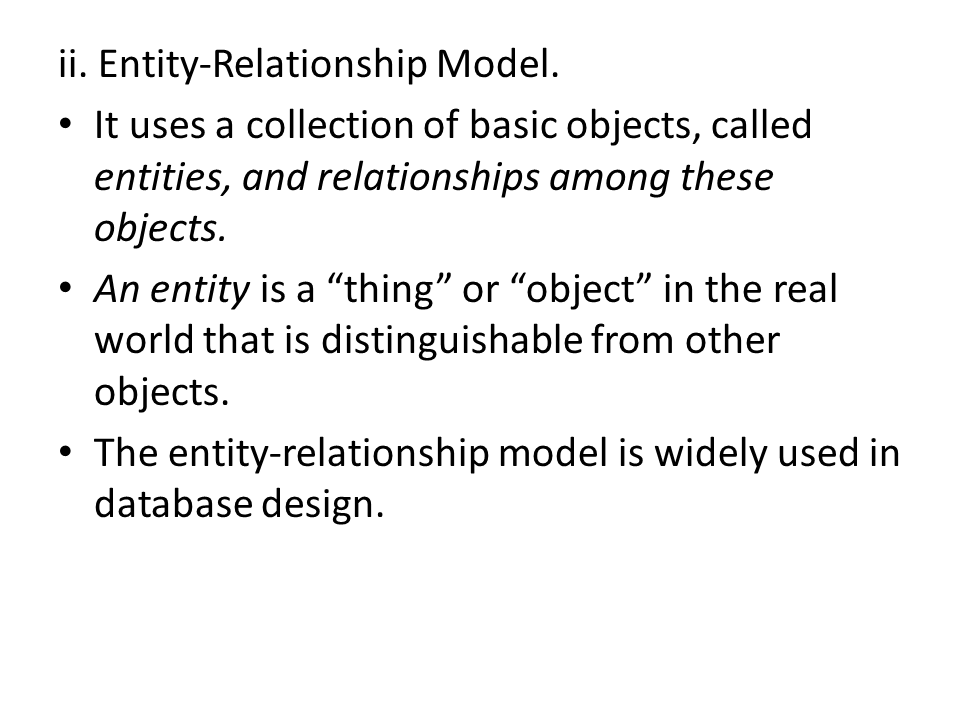 ii. Entity-Relationship Model.
• It uses a collection of basic objects, called
entities, and relationships among these
objects.
• An entity is a “thing” or “object” in the real
world that is distinguishable from other
objects.
• The entity-relationship model is widely used in
database design.